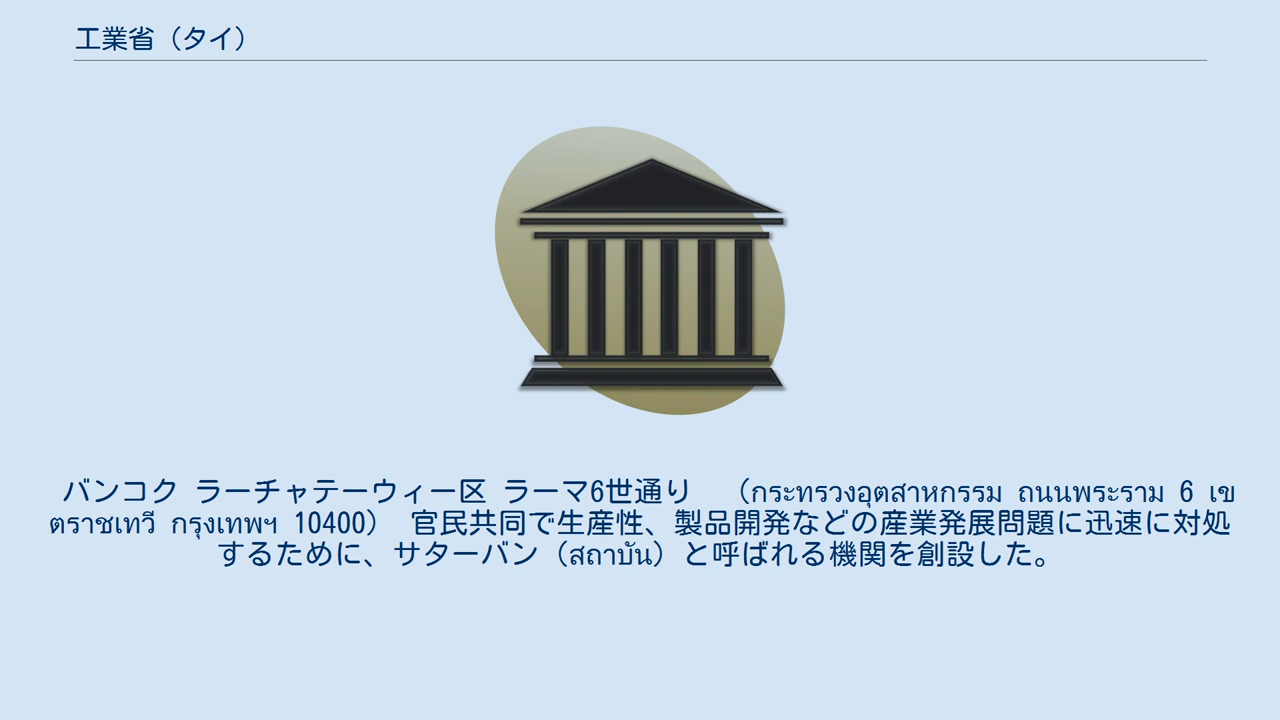 工業省（タイ）
バンコク ラーチャテーウィー区 ラーマ6世通り　（กระทรวงอุตสาหกรรม ถนนพระราม 6 เข
ตราชเทวี กรุงเทพฯ 10400） 官民共同で生産性、製品開発などの産業発展問題に迅速に対処
するために、サターバン（สถาบัน）と呼ばれる機関を創設した。